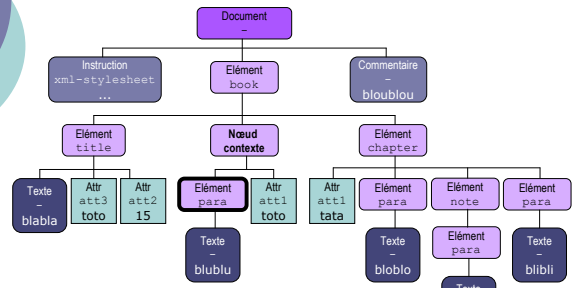 Document
–
Instruction
xml-stylesheet
...
Elément
book
Commentaire
–
bloublou
Elément
title
Nœud
contexte
Elément
chapter
Texte
–
blabla
Attr
att3
toto
Attr
att2
15
Elément
para
Attr
att1
toto
Attr
att1
tata
Elément
para
Elément
note
Elément
para
Texte
–
blublu
Texte
–
bloblo
Elément
para
Texte
–
blibli
Texte